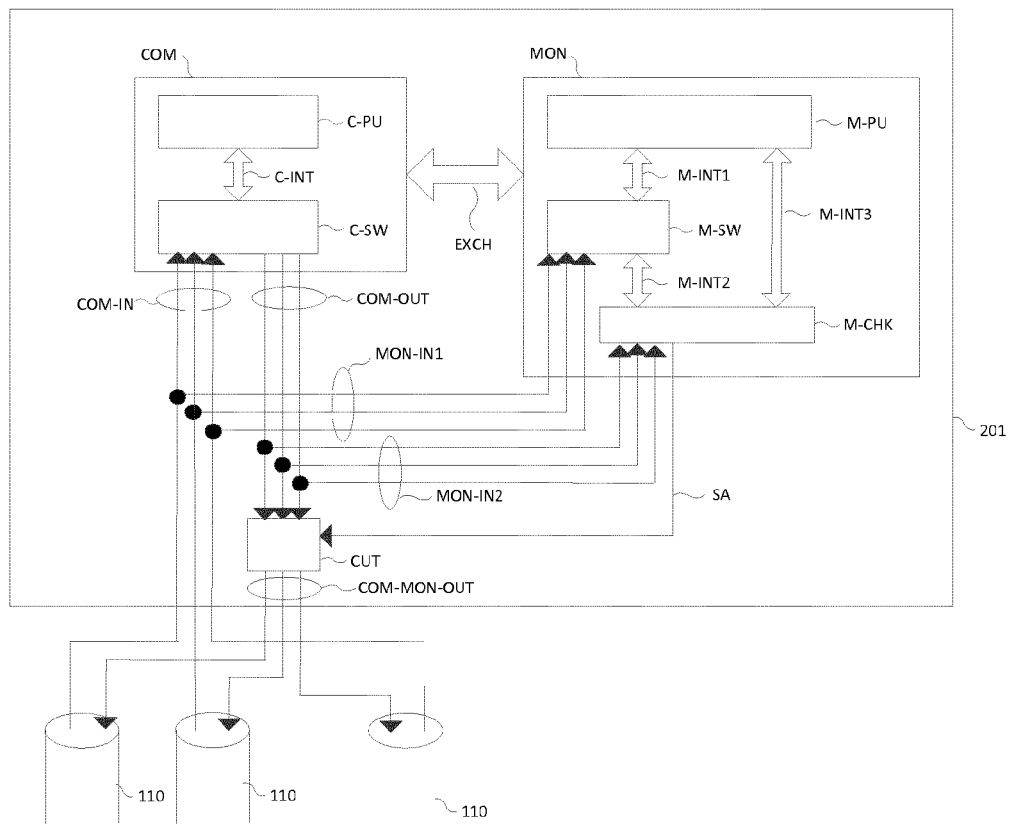 COM
MON
C-PU
M-PU
C-INT
M-INT1
M-INT3
C-SW
EXCH
M-SW
COM-IN
COM-OUT
M-INT2
M-CHK
MON-IN1
201
MON-IN2
SA
CUT
COM-MON-OUT
110
110
110